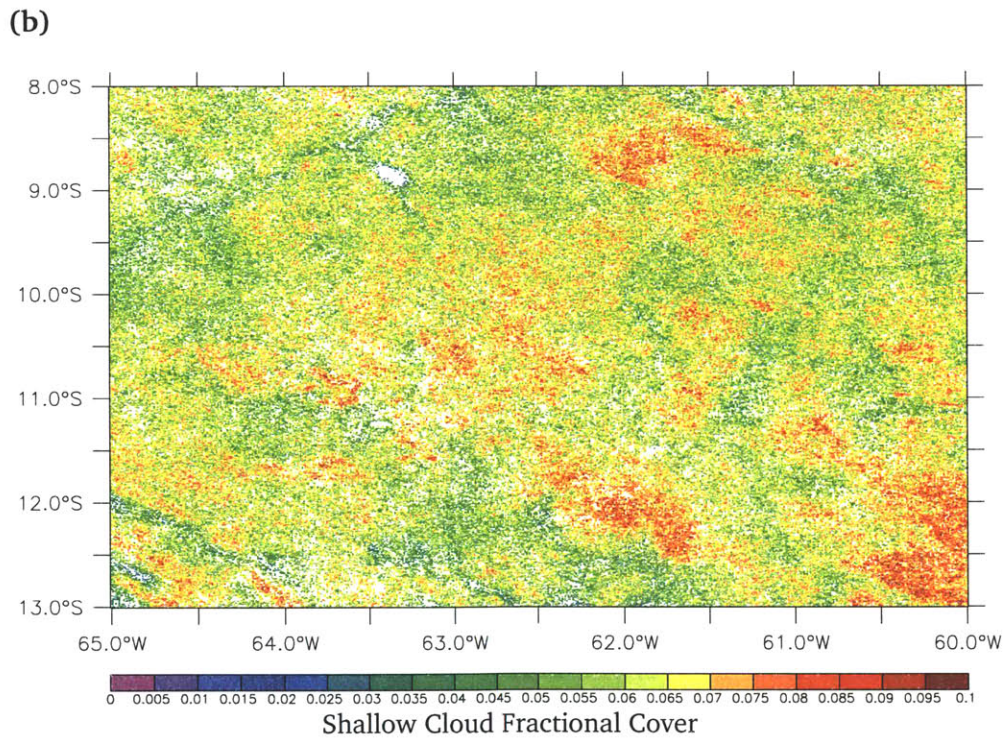 (b)
8.0°S
9.0°S
10.0°S
11.0°S
12.0°S
13.0°S
65.0°W 64.0°W 63.0°W 62.0°W 61.0°W 60.0°W
0 0.005 0.01 0.015 0.02 0.025 0.03 0.035 0.04 0.045 0.05 0.055 0.06 0.065 0.07 0.075 0.08 0.085 0.09 0.095 0.1
Shallow Cloud Fractional Cover